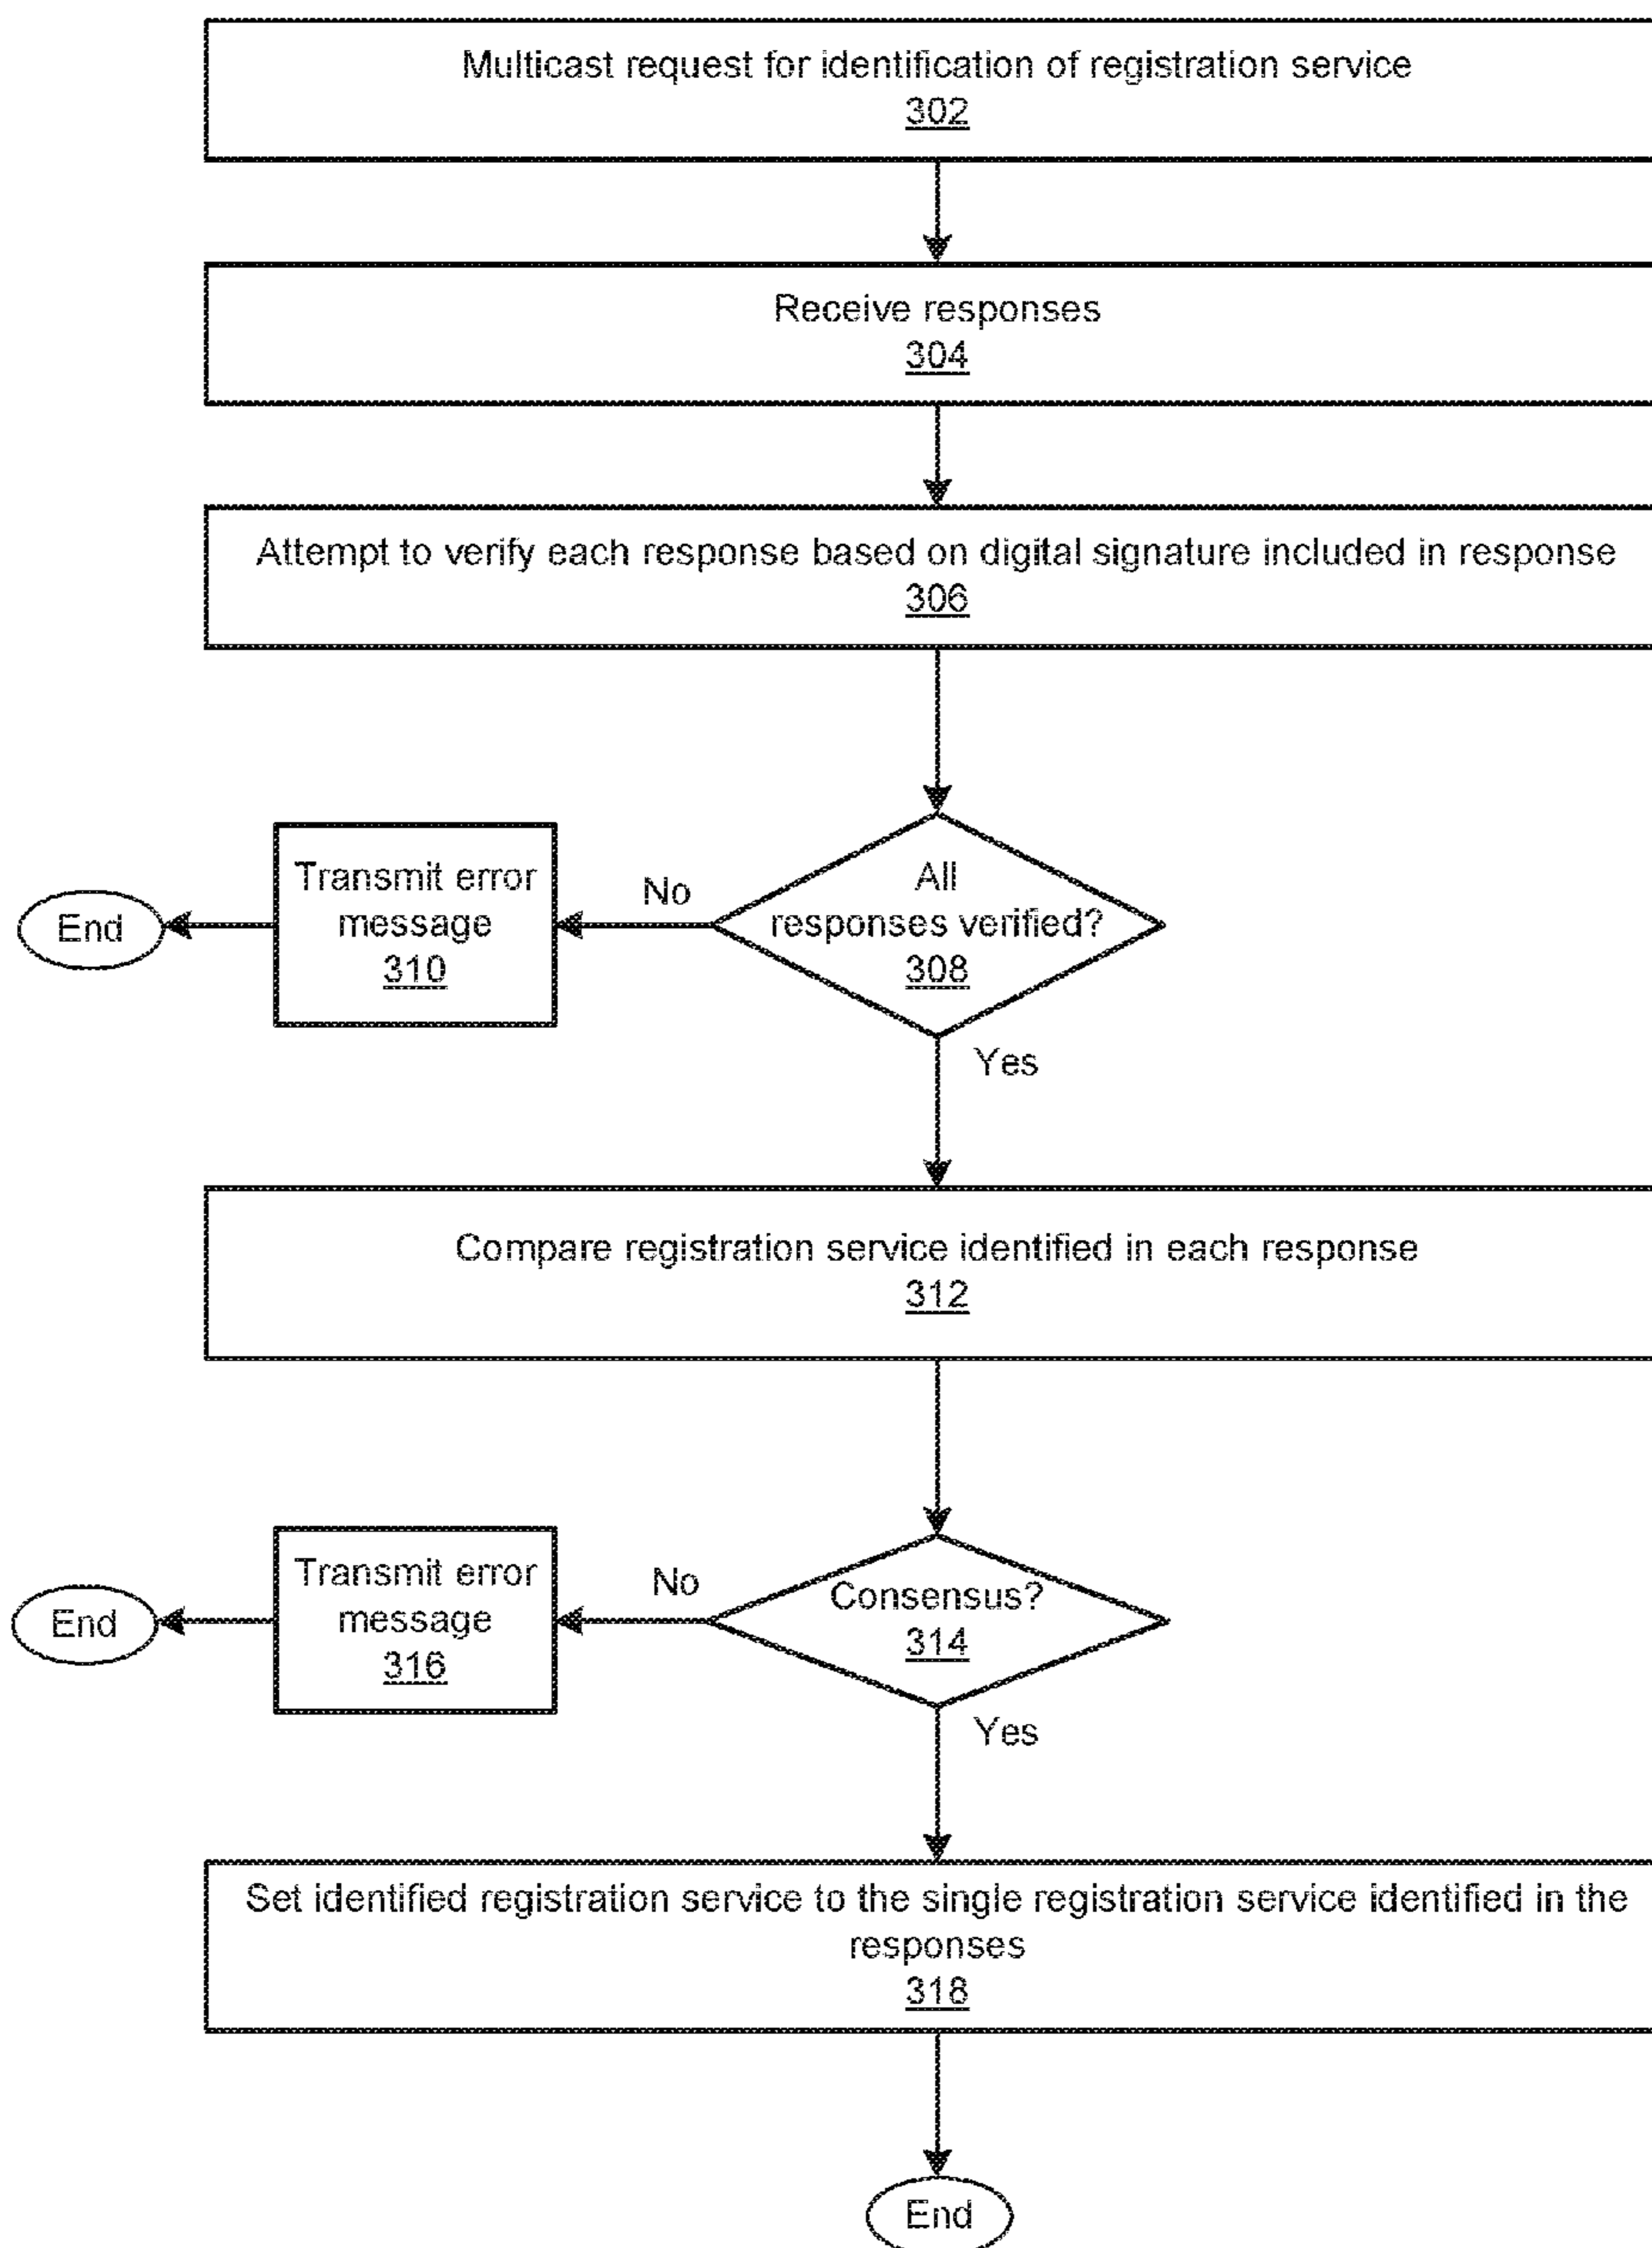 Multicast request for identification of registration service
302
Receive responses
304
Attempt to verify each response based on digital signature included in response
306
All
responses verified?
308
No
Transmit error
message
310
End
Yes
Compare registration service identified in each response
312
Consensus?
314
No
Transmit error
message
316
End
Yes
Set identified registration service to the single registration service identified in the
responses
318
End